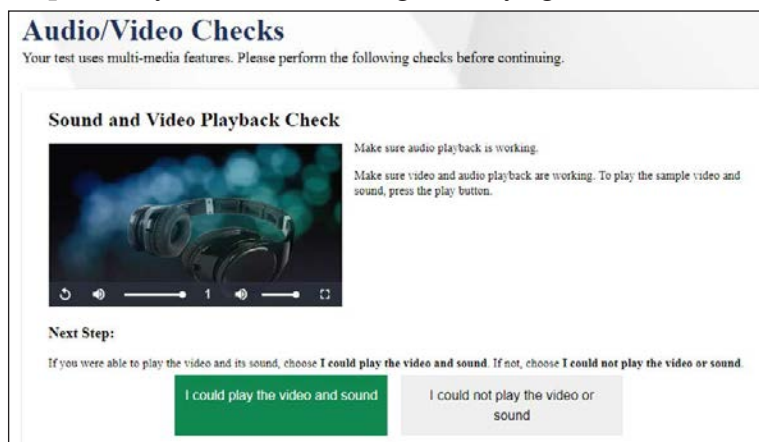 Audio/Video Checks
Your test uses multi-media features. Please perform the following checks before continuing.
Sound and Video Playback Check
Make sure audio playback is working.
Make sure video and audio playback are working. To play the sample video and
sound, press the play button.
1
Next Step:
If you were able to play the video and its sound, choose I could play the video and sound. If not, choose I could not play the video or sound.
I could play the video and sound
I could not play the video or
sound